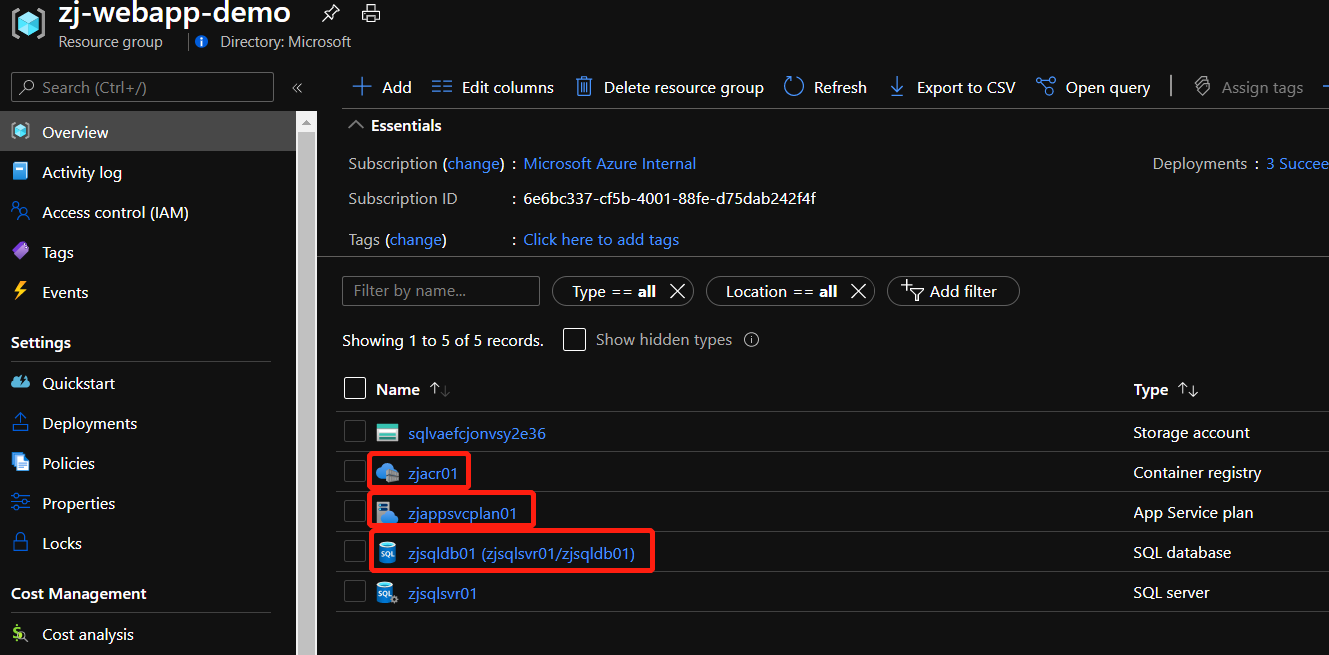 zj-webapp-demo
Resource group
Directory: Microsoft
Search (Ctrl+/)
«
Overview
Activity log
Access control (IAM)
Tags
Events
Settings
Quickstart
Deployments
Policies
Properties
Locks
Cost Management
Cost analysis
Add
Edit columns
Delete resource group
Refresh
Export to CSV
Open query
Assign tags
Essentials
Subscription (change) : Microsoft Azure Internal
Deployments : 3 Succee
Subscription ID : 6e6bc337-cf5b-4001-88fe-d75dab242f4f
Tags (change) : Click here to add tags
Filter by name...
Type == all
Location == all
Add filter
Showing 1 to 5 of 5 records.
Show hidden types
Name Type
sqlvaefcjonvsy2e36 Storage account
zjacr01 Container registry
zjappsvcplan01 App Service plan
SQL zjsqldb01 (zjsqlsvr01/zjsqldb01) SQL database
SQL zjsqlsvr01 SQL server